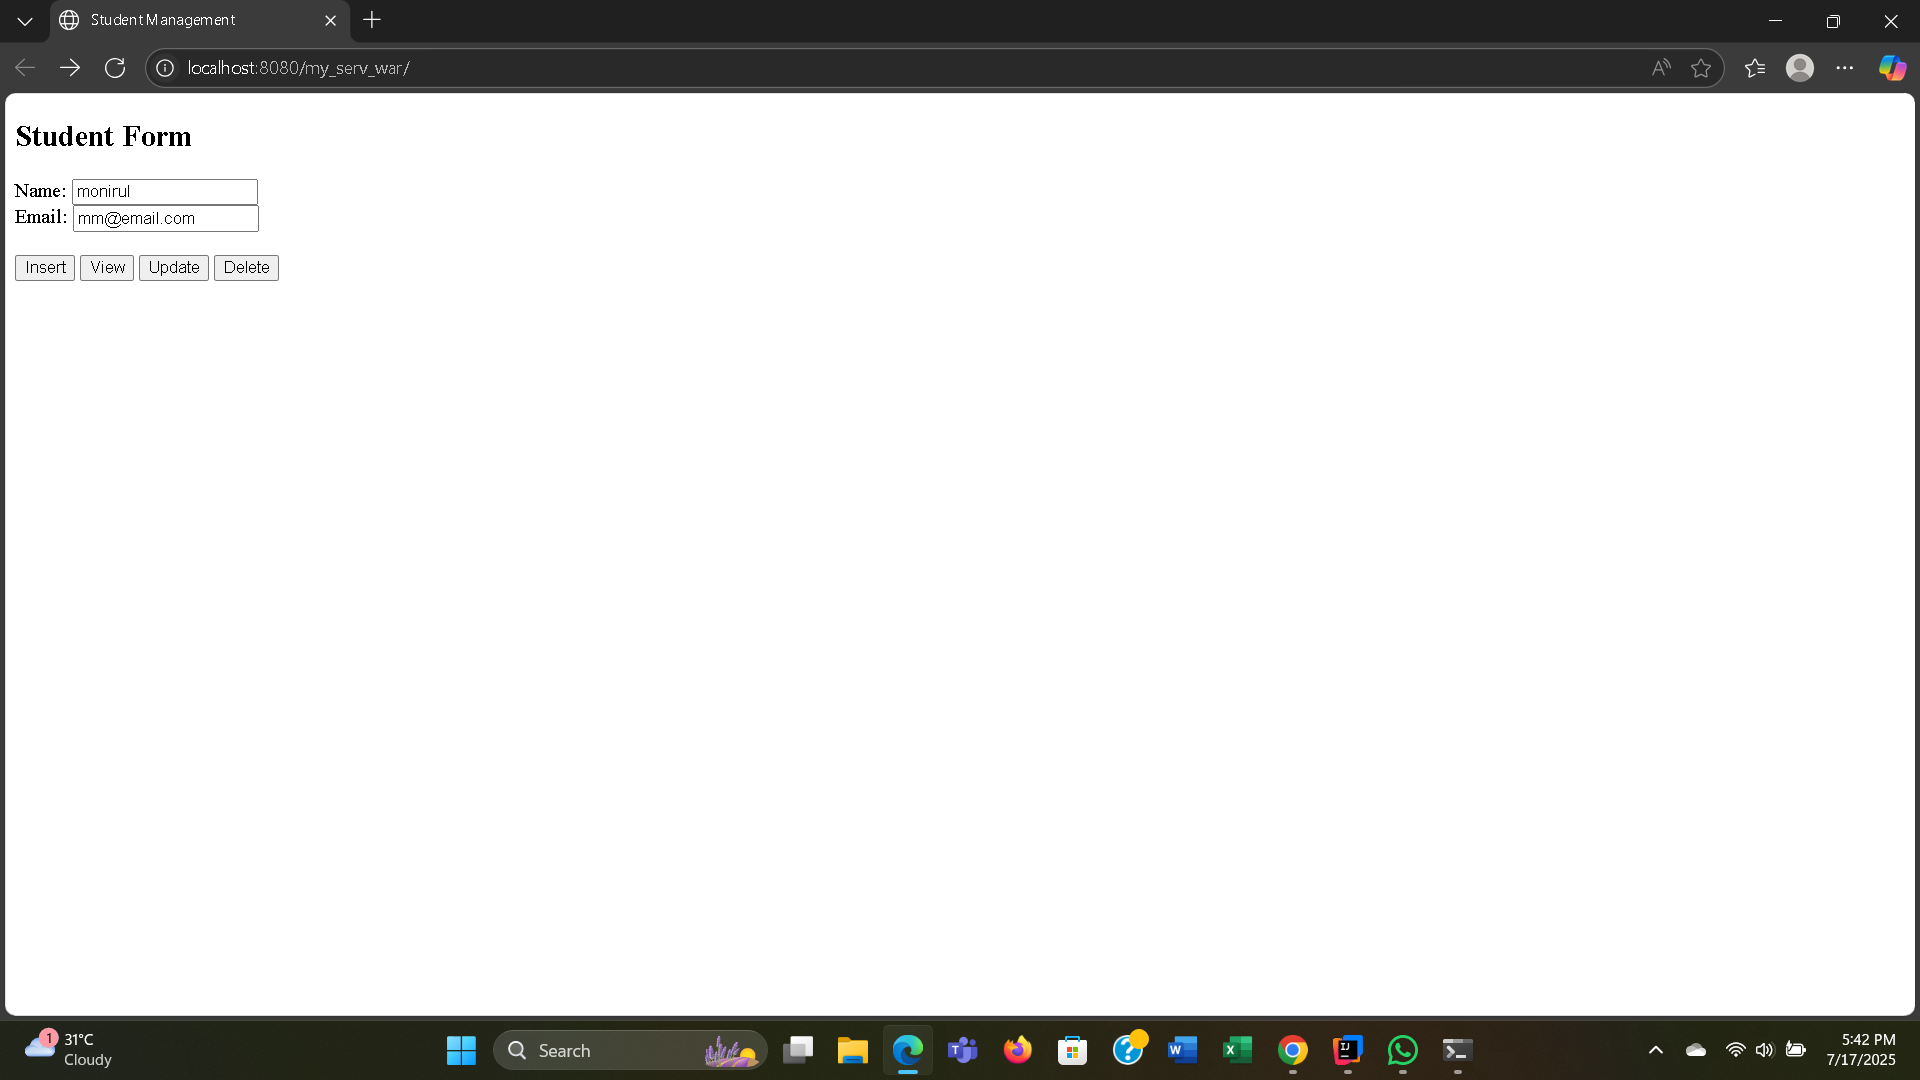 Student Management
localhost:8080/my_serv_war/
Student Form
Name: monirul
Email: mm@email.com
Insert View Update Delete
1
31°C
Cloudy
Search
5:42 PM
7/17/2025